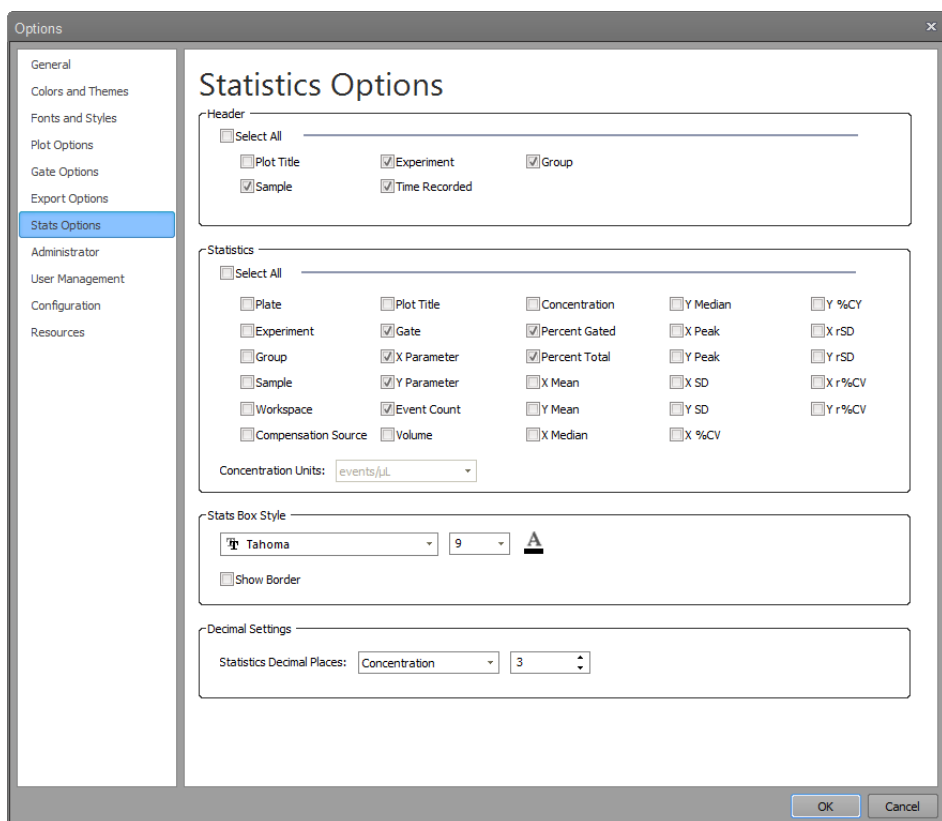 Options
General
Colors and Themes
Fonts and Styles
Plot Options
Gate Options
Export Options
Stats Options
Administrator
User Management
Configuration
Resources
Statistics Options
Header
Select All
Plot Title Experiment Group
Sample Time Recorded
Statistics
Select All
Plate Plot Title Concentration Y Median Y %CY
Experiment Gate Percent Gated X Peak X rSD
Group X Parameter Percent Total Y Peak Y rSD
Sample Y Parameter X Mean X SD X r%CV
Workspace Event Count Y Mean Y SD Y r%CV
Compensation Source Volume X Median X %CV
Concentration Units: events/µL
Stats Box Style
Tahoma 9 A
Show Border
Decimal Settings
Statistics Decimal Places: Concentration 3
OK Cancel